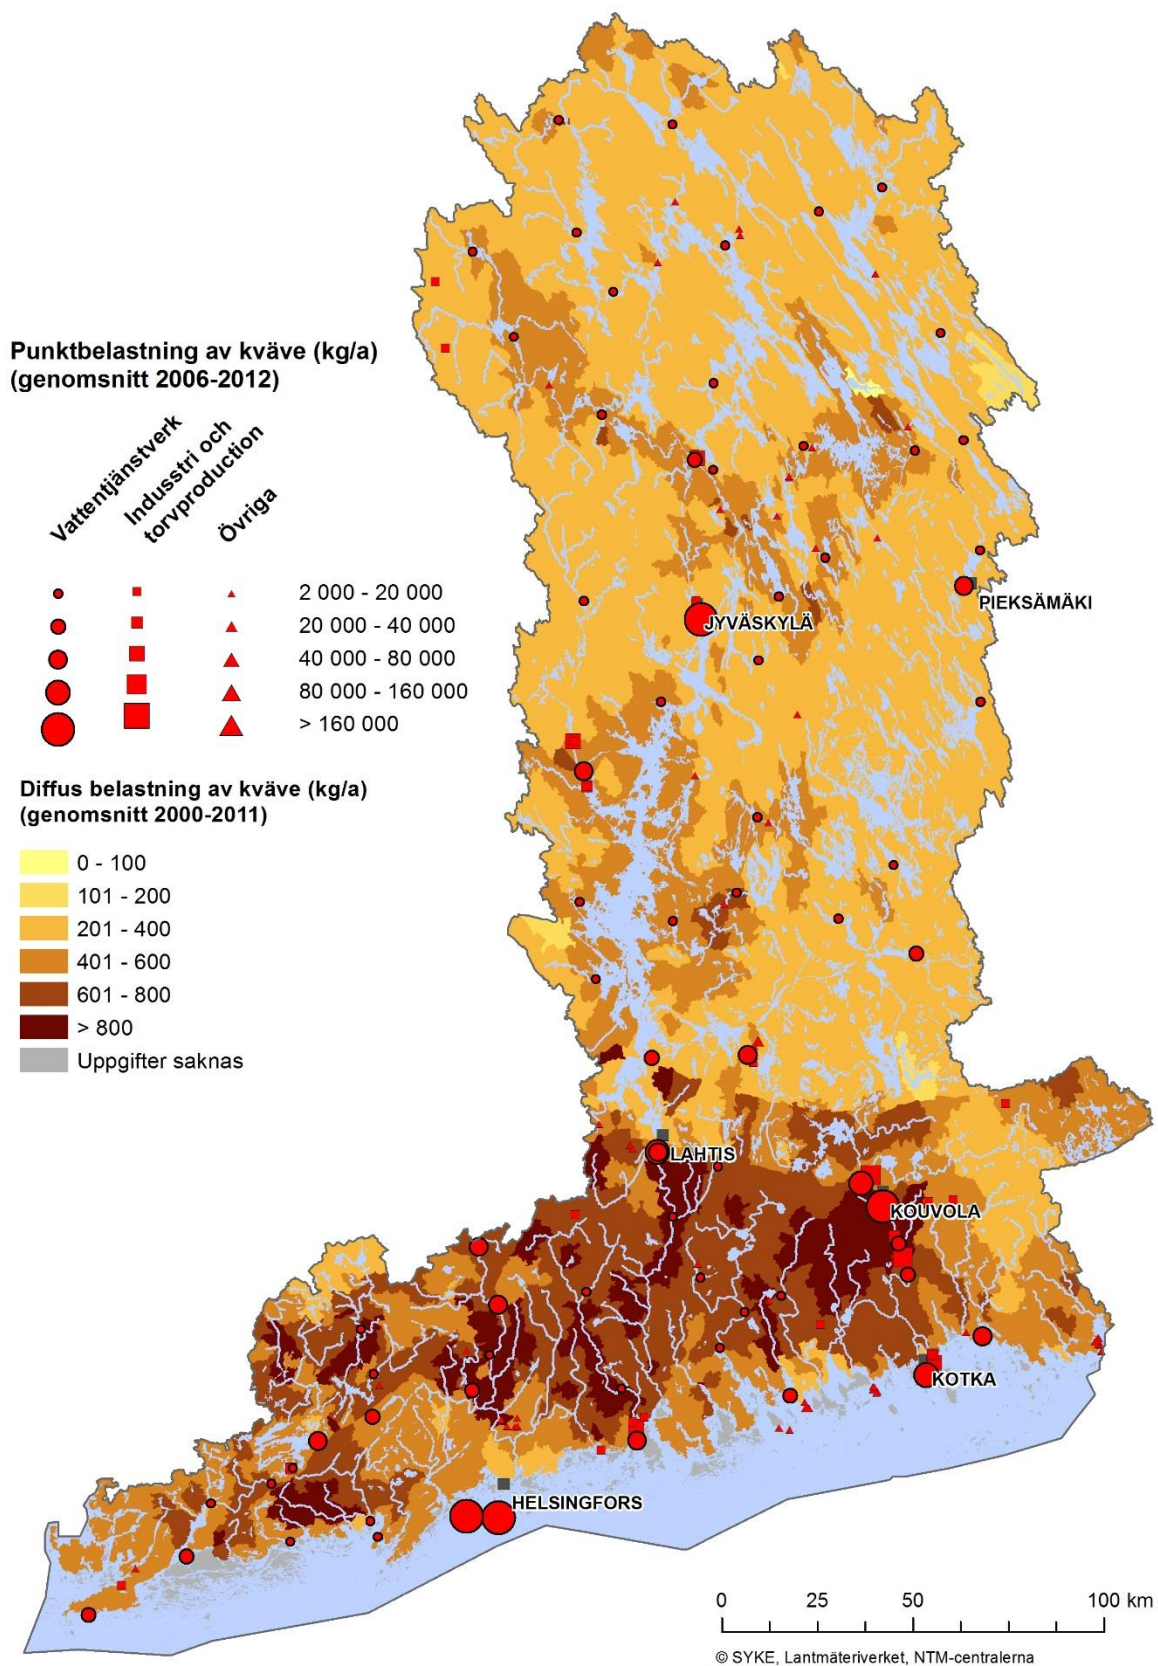 Punktbelastning av kväve (kg/a)
(genomsnitt 2006-2012)
Vattentjänstverk
Indusstri och
torvproduction
Övriga
2 000 - 20 000
20 000 - 40 000
40 000 - 80 000
80 000 - 160 000
> 160 000
Diffus belastning av kväve (kg/a)
(genomsnitt 2000-2011)
0 - 100
101 - 200
201 - 400
401 - 600
601 - 800
> 800
Uppgifter saknas
PIEKSÄMÄKI
JYVÄSKYLÄ
LAHTIS
KOUVOLA
KOTKA
HELSINGFORS
0 25 50 100 km
© SYKE, Lantmäteriverket, NTM-centralerna